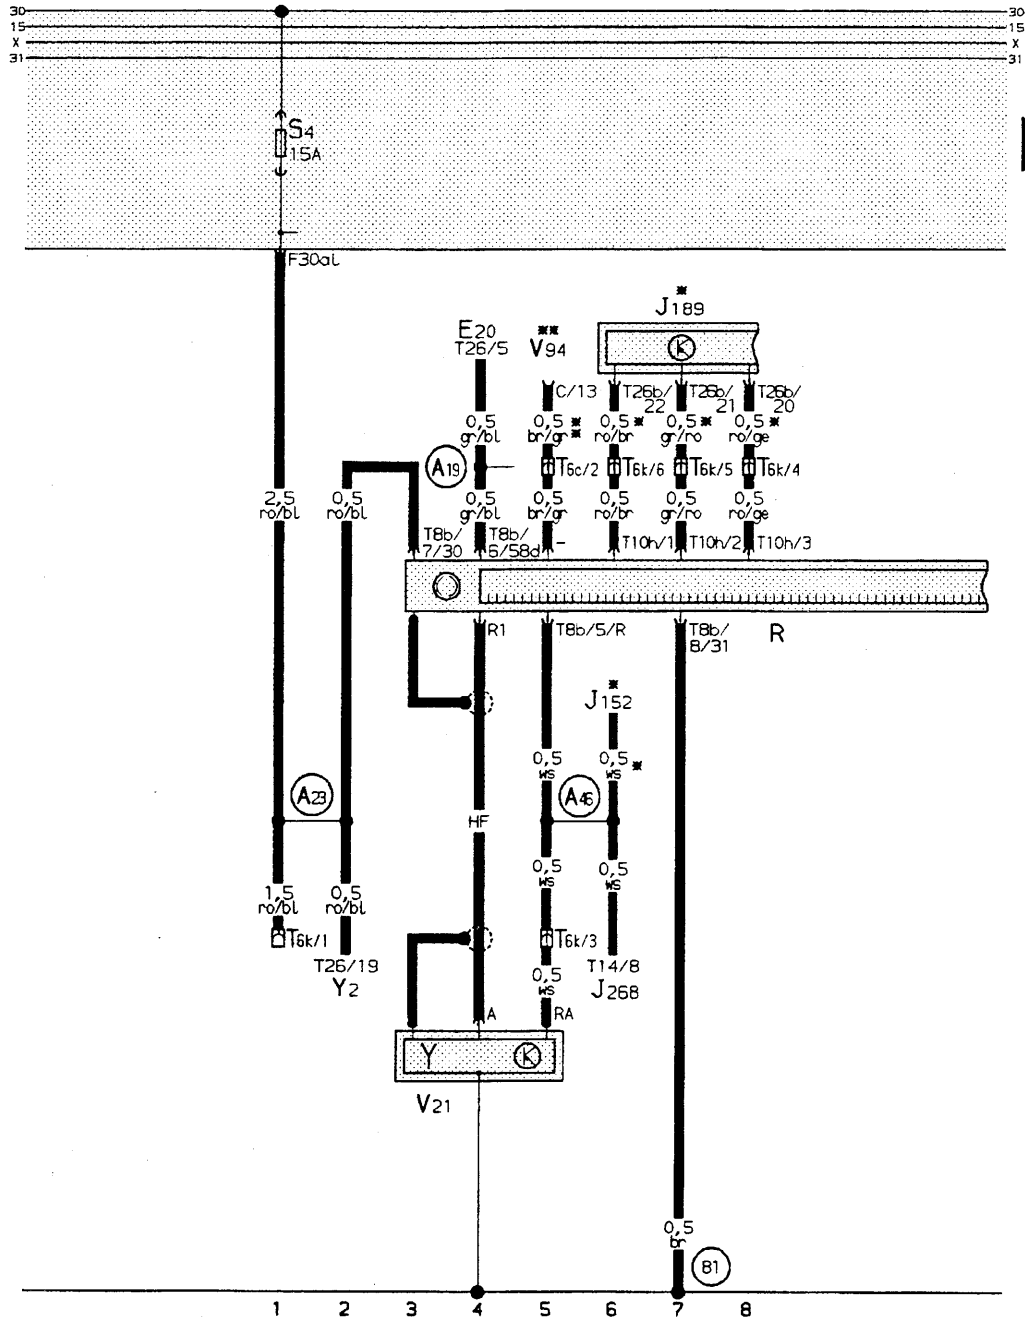 30 30
15 15
X X
31 31
S4
15A
F30al
*
J189
E20
T26/5
**
V94
C/13
T26b/
22
T26b/
21
T26b/
20
0,5
gr/bl
0,5 *
br/gr *
0,5 *
ro/br
0,5 *
gr/ro
0,5 *
ro/ge
A19
T6c/2
T6k/6
T6k/5
T6k/4
2,5
ro/bl
0,5
ro/bl
0,5
gr/bl
0,5
br/gr
0,5
ro/br
0,5
gr/ro
0,5
ro/ge
T8b/
7/30
T8b/
6/58d
-
T10h/1
T10h/2
T10h/3
R1
T8b/5/R
T8b/
8/31
R
*
J152
0,5
ws
0,5 *
ws
A23
A46
HF
1,5
ro/bl
0,5
ro/bl
0,5
ws
0,5
ws
T6k/1
T6k/3
T26/19
Y2
T14/8
J268
0,5
ws
A
RA
Y
V21
0,5
br
81
1 2 3 4 5 6 7 8